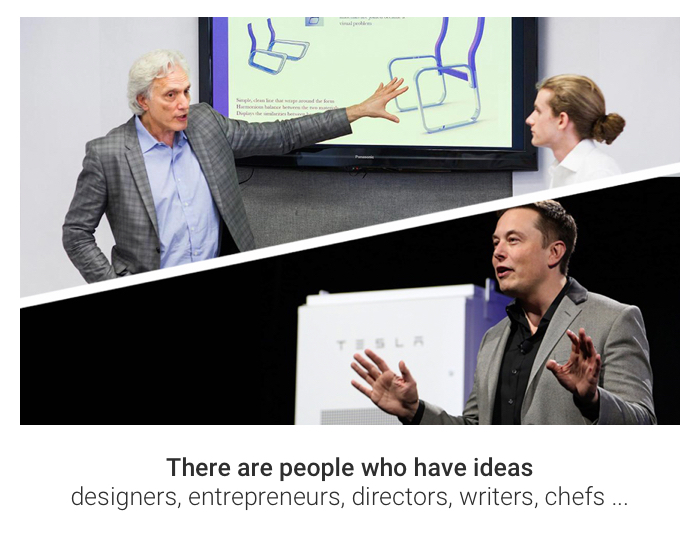 visual problem
Simple, clean line that wraps around the form
Harmonious balance between the two materials
Displays the mediation between
Panasonic
TESLA
There are people who have ideas
designers, entrepreneurs, directors, writers, chefs ...